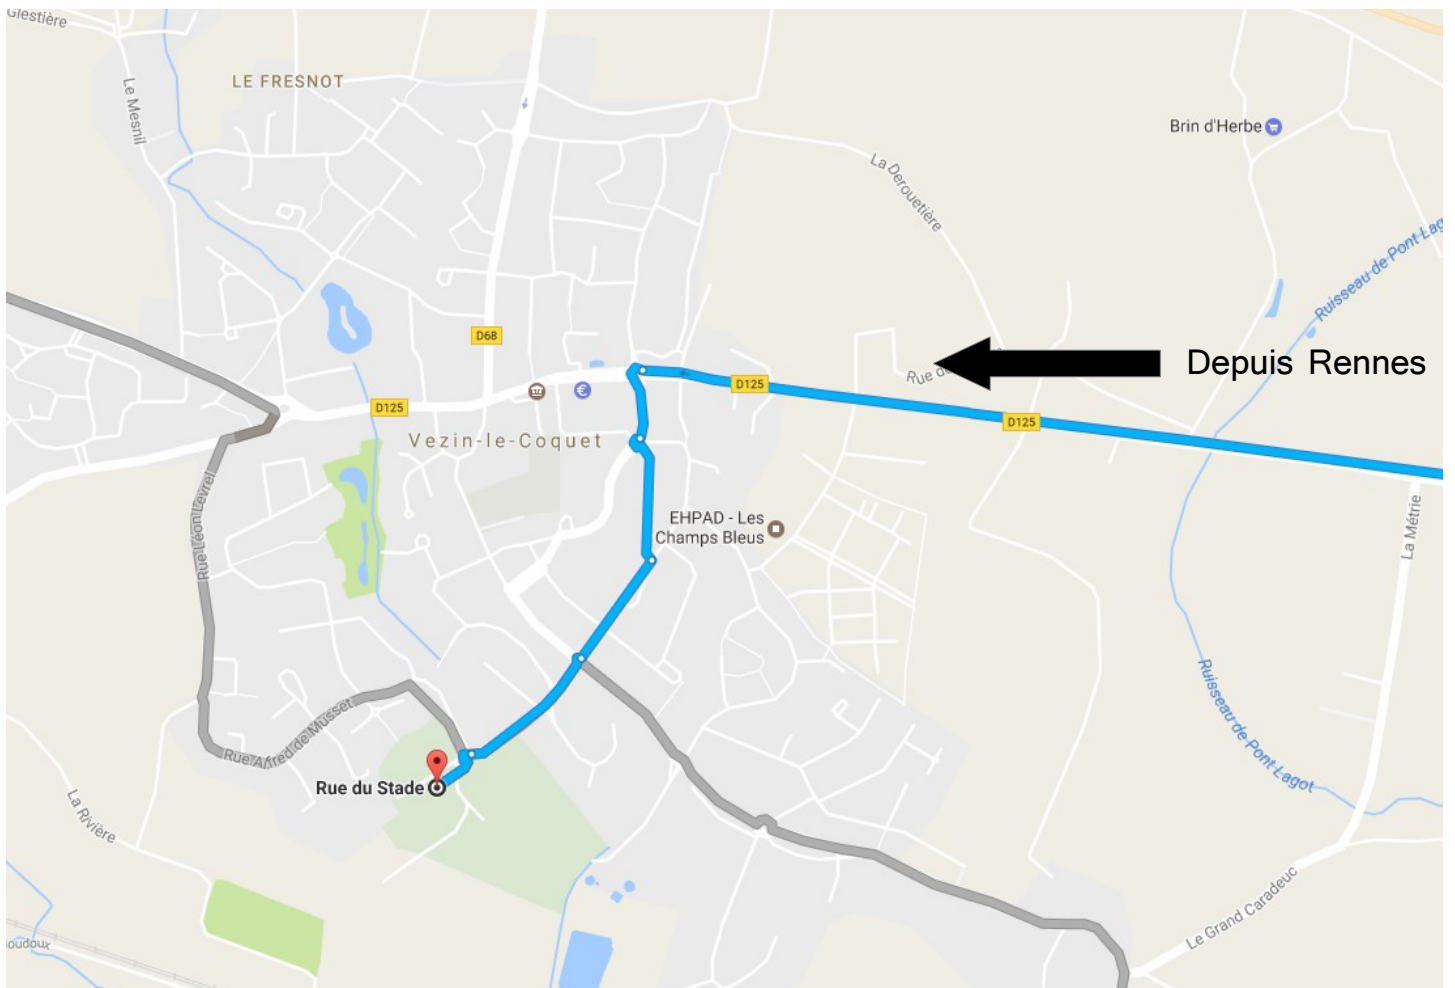 Glestière
LE FRESNOT
Le Mesnil
Brin d'Herbe
La Derouetière
Ruisseau de Pont Lag
D68
Depuis Rennes
Rue d
D125
D125
D125
Vezin-le-Coquet
Rue Léon Levrel
EHPAD - Les
Champs Bleus
La Métrie
Ruisseau de Pont Lagot
Rue Alfred de Musset
Rue du Stade
La Rivière
Le Grand Caradeuc
oudoux